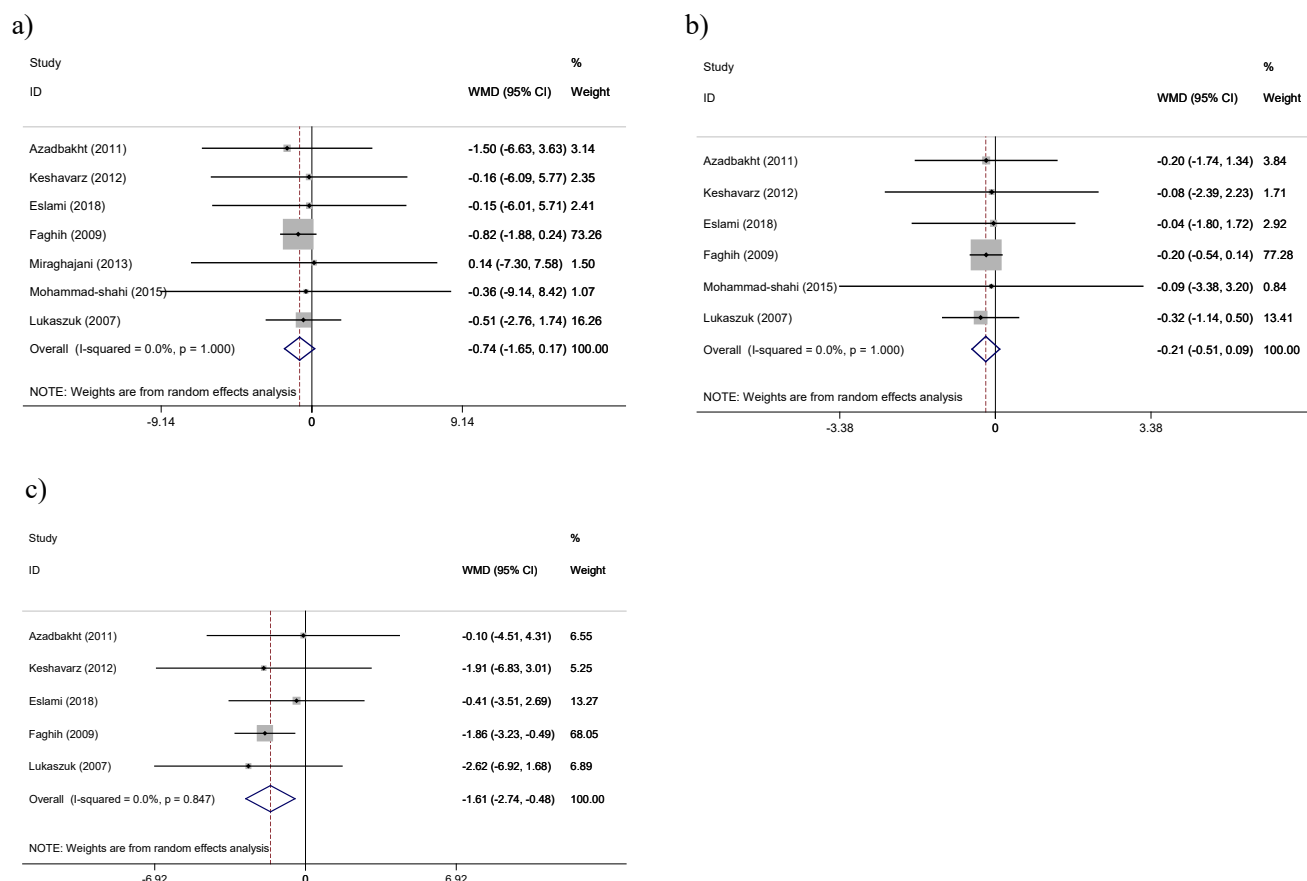 a)
Study %
ID WMD (95% CI) Weight
Azadbakht (2011) -1.50 (-6.63, 3.63) 3.14
Keshavarz (2012) -0.16 (-6.09, 5.77) 2.35
Eslami (2018) -0.15 (-6.01, 5.71) 2.41
Faghih (2009) -0.82 (-1.88, 0.24) 73.26
Miraghajani (2013) 0.14 (-7.30, 7.58) 1.50
Mohammad-shahi (2015) -0.36 (-9.14, 8.42) 1.07
Lukaszuk (2007) -0.51 (-2.76, 1.74) 16.26
Overall (I-squared = 0.0%, p = 1.000) -0.74 (-1.65, 0.17) 100.00
NOTE: Weights are from random effects analysis
-9.14 0 9.14
b)
Study %
ID WMD (95% CI) Weight
Azadbakht (2011) -0.20 (-1.74, 1.34) 3.84
Keshavarz (2012) -0.08 (-2.39, 2.23) 1.71
Eslami (2018) -0.04 (-1.80, 1.72) 2.92
Faghih (2009) -0.20 (-0.54, 0.14) 77.28
Mohammad-shahi (2015) -0.09 (-3.38, 3.20) 0.84
Lukaszuk (2007) -0.32 (-1.14, 0.50) 13.41
Overall (I-squared = 0.0%, p = 1.000) -0.21 (-0.51, 0.09) 100.00
NOTE: Weights are from random effects analysis
-3.38 0 3.38
c)
Study %
ID WMD (95% CI) Weight
Azadbakht (2011) -0.10 (-4.51, 4.31) 6.55
Keshavarz (2012) -1.91 (-6.83, 3.01) 5.25
Eslami (2018) -0.41 (-3.51, 2.69) 13.27
Faghih (2009) -1.86 (-3.23, -0.49) 68.05
Lukaszuk (2007) -2.62 (-6.92, 1.68) 6.89
Overall (I-squared = 0.0%, p = 0.847) -1.61 (-2.74, -0.48) 100.00
NOTE: Weights are from random effects analysis
-6.92 0 6.92